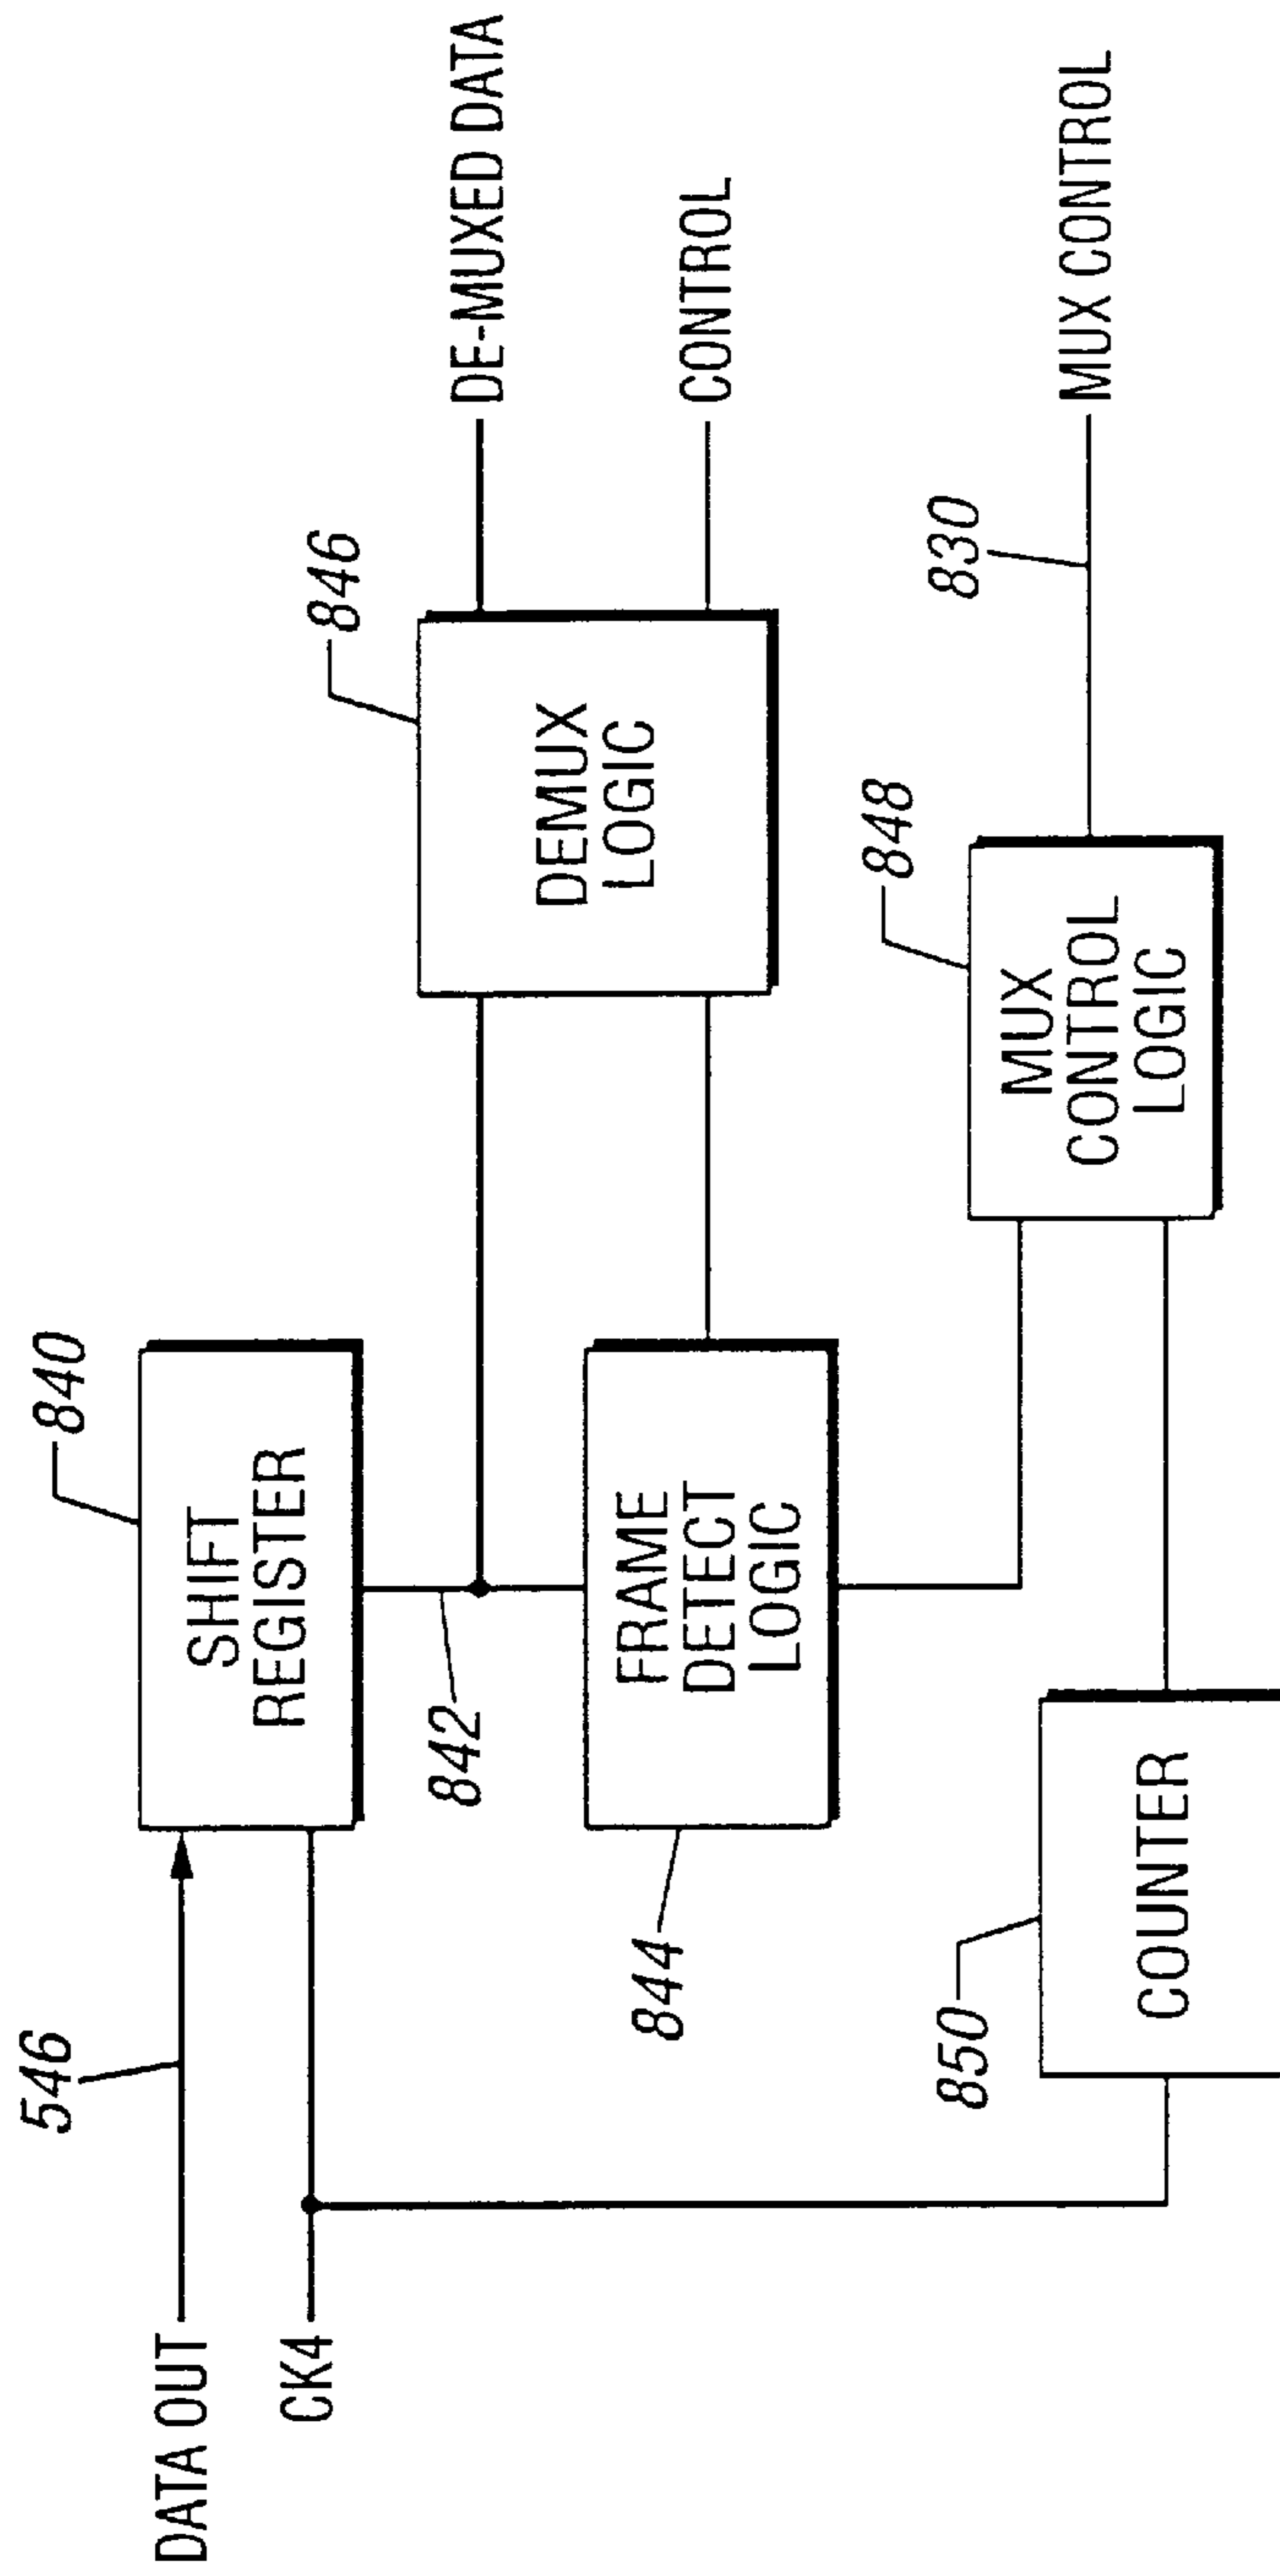 DATA OUT
546
CK4
840
SHIFT
REGISTER
842
844
FRAME
DETECT
LOGIC
846
DEMUX
LOGIC
DE-MUXED DATA
CONTROL
850
COUNTER
848
MUX
CONTROL
LOGIC
830
MUX CONTROL